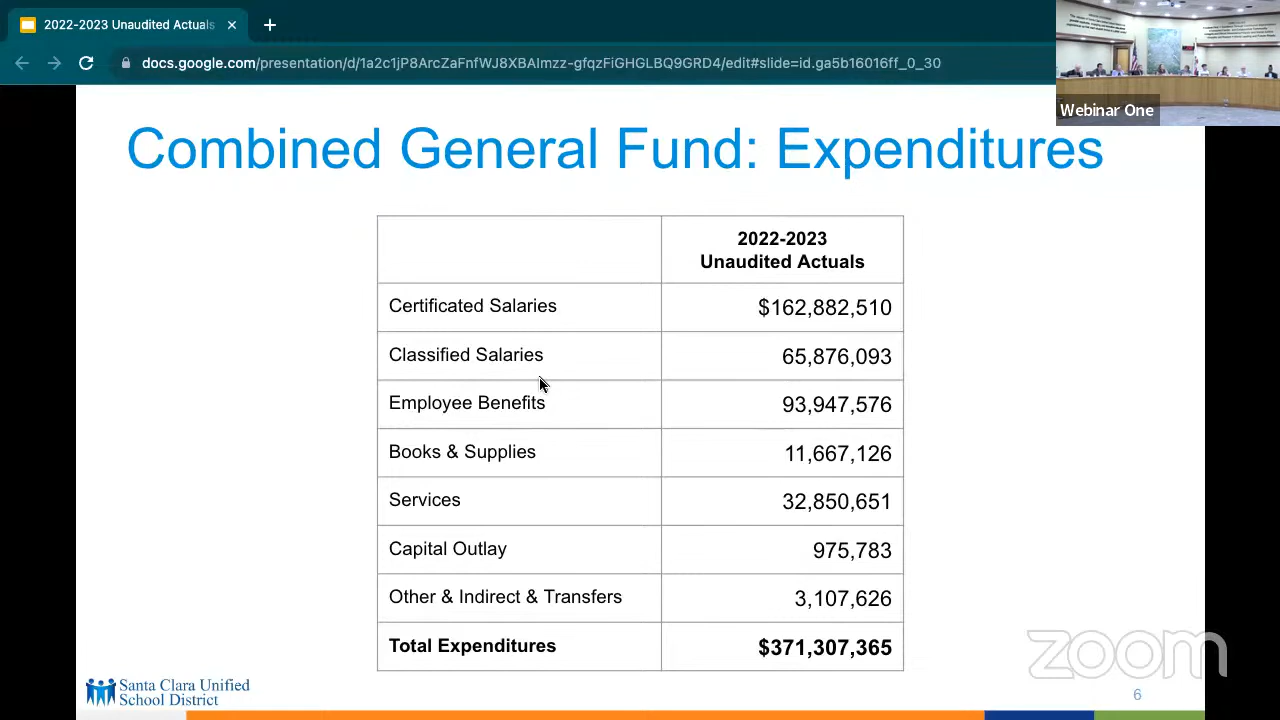 2022-2023 Unaudited Actuals
docs.google.com/presentation/d/1a2c1jP8ArcZaFnfWJ8XBAImzz-gfqzFiGHGLBQ9GRD4/edit#slide=id.ga5b16016ff_0_30
Webinar One
Combined General Fund: Expenditures
2022-2023
Unaudited Actuals
Certificated Salaries $162,882,510
Classified Salaries 65,876,093
Employee Benefits 93,947,576
Books & Supplies 11,667,126
Services 32,850,651
Capital Outlay 975,783
Other & Indirect & Transfers 3,107,626
Total Expenditures $371,307,365
zoom
Santa Clara Unified
School District
6